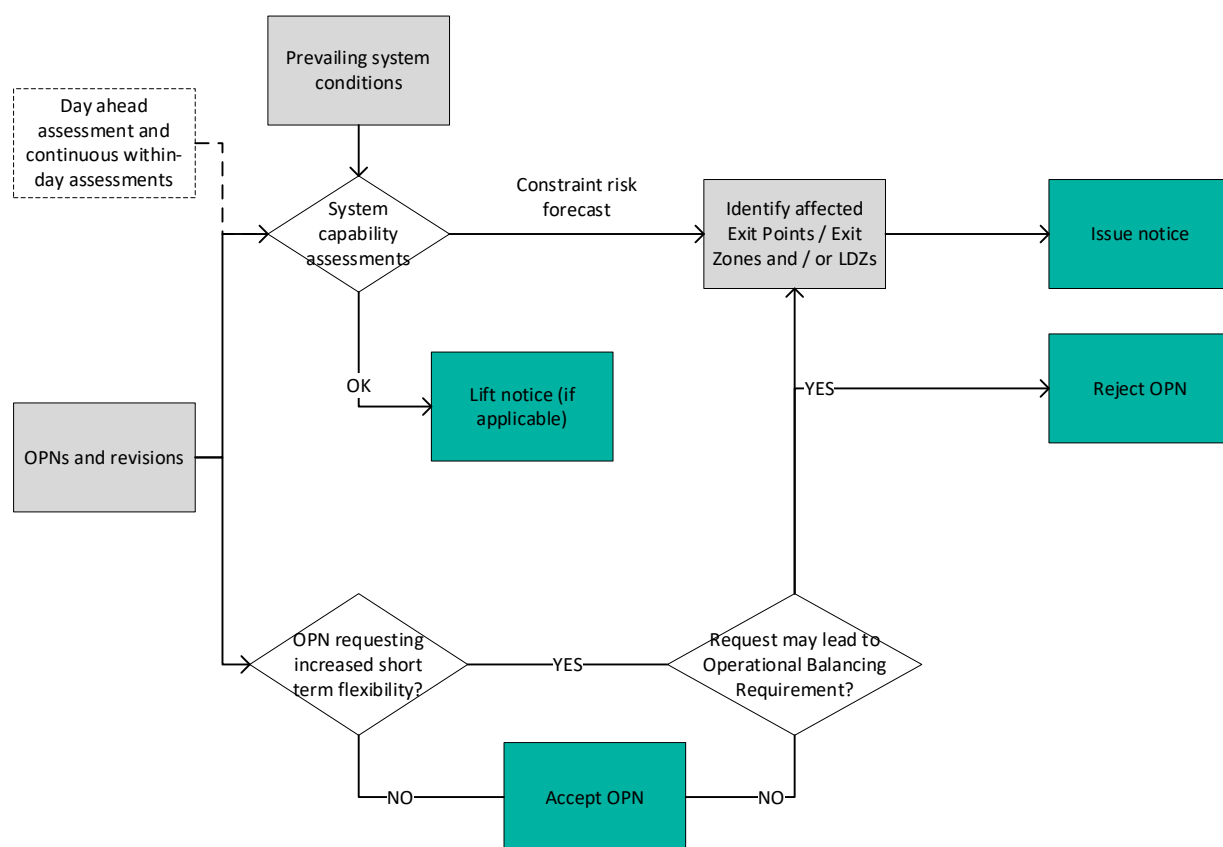 Prevailing system
conditions
Day ahead
assessment and
continuous within-
day assessments
System
capability
assessments
Constraint risk
forecast
Identify affected
Exit Points / Exit
Zones and / or LDZs
Issue notice
OK
Lift notice (if
applicable)
YES
Reject OPN
OPNs and revisions
OPN requesting
increased short
term flexibility?
YES
Request may lead to
Operational Balancing
Requirement?
NO
Accept OPN
NO